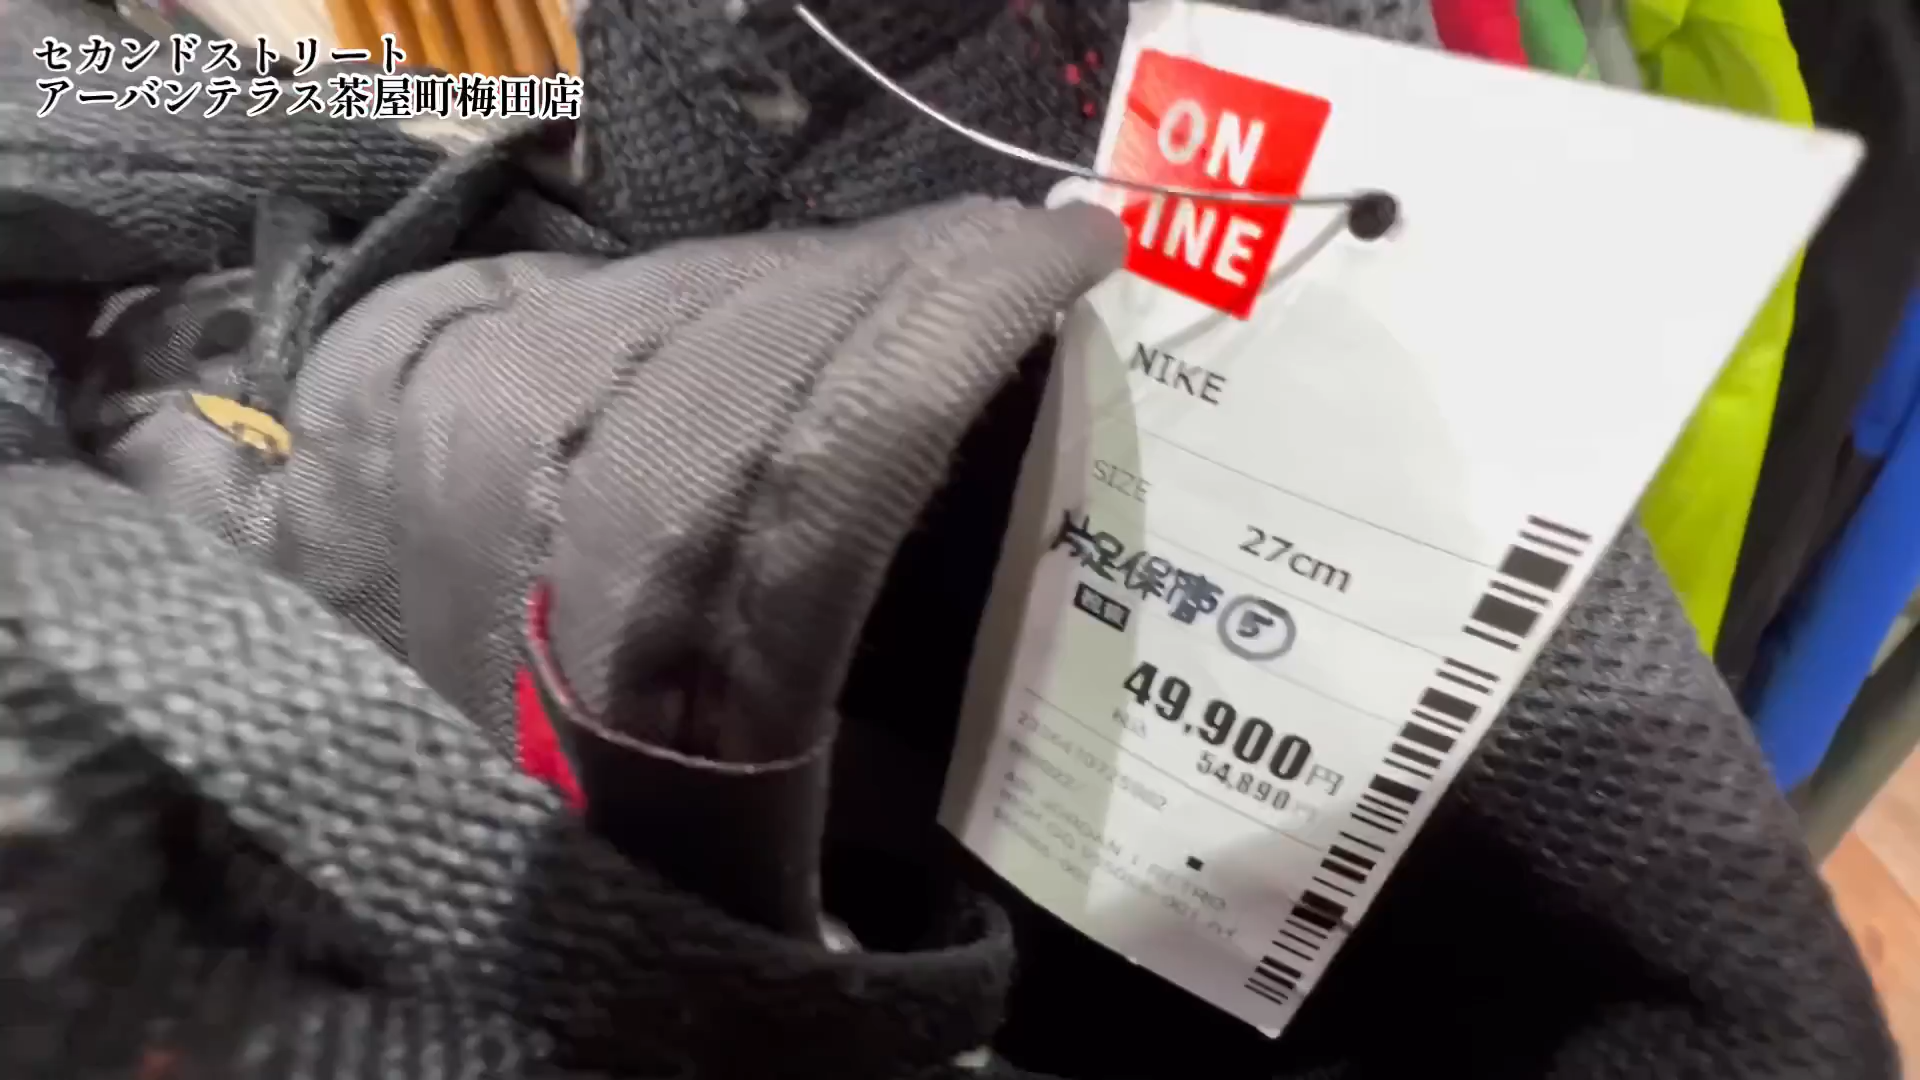 セカンドストリート
アーバンテラス茶屋町梅田店
ON
LINE
NIKE
SIZE
27cm
片足保管⑤
49,900円
税込
54,890円